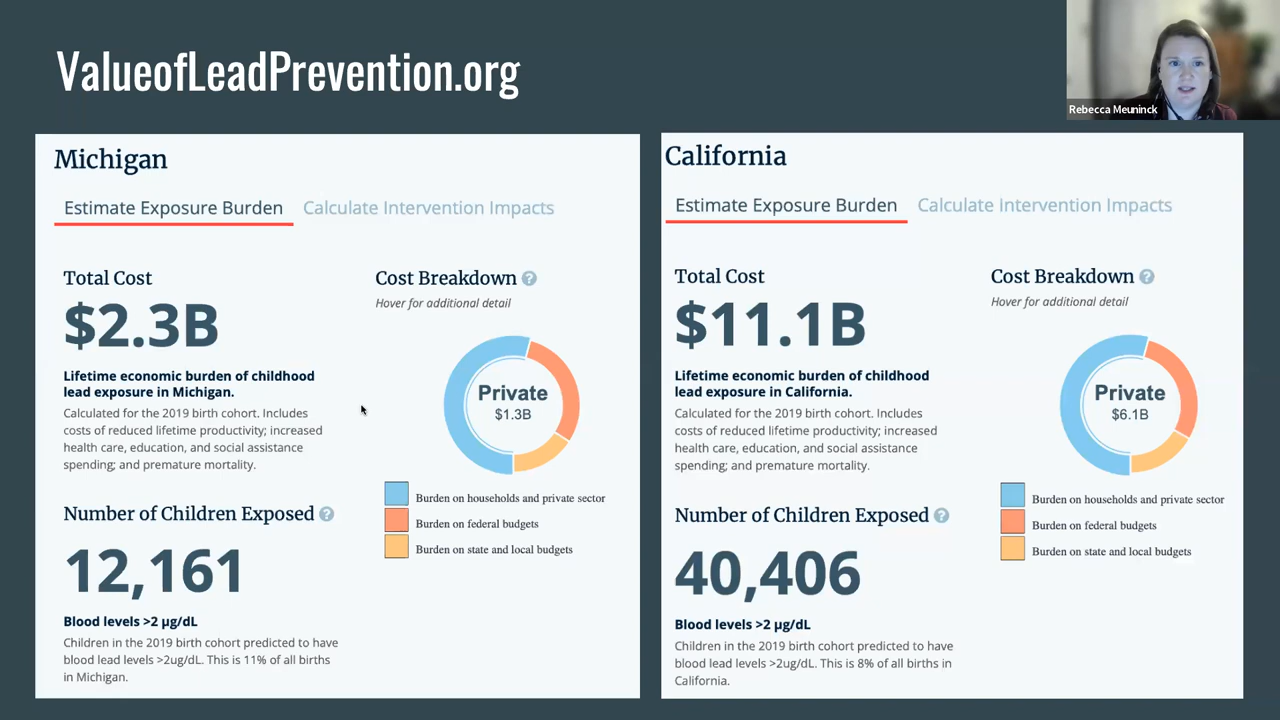 ValueofLeadPrevention.org
Rebecca Meuninck
Michigan
Estimate Exposure Burden
Calculate Intervention Impacts
Total Cost
$2.3B
Lifetime economic burden of childhood
lead exposure in Michigan.
Calculated for the 2019 birth cohort. Includes
costs of reduced lifetime productivity; increased
health care, education, and social assistance
spending; and premature mortality.
Cost Breakdown ?
Hover for additional detail
Private
$1.3B
Burden on households and private sector
Burden on federal budgets
Burden on state and local budgets
Number of Children Exposed ?
12,161
Blood levels >2 µg/dL
Children in the 2019 birth cohort predicted to have
blood lead levels >2ug/dL. This is 11% of all births
in Michigan.
California
Estimate Exposure Burden
Calculate Intervention Impacts
Total Cost
$11.1B
Lifetime economic burden of childhood
lead exposure in California.
Calculated for the 2019 birth cohort. Includes
costs of reduced lifetime productivity; increased
health care, education, and social assistance
spending; and premature mortality.
Cost Breakdown ?
Hover for additional detail
Private
$6.1B
Burden on households and private sector
Burden on federal budgets
Burden on state and local budgets
Number of Children Exposed ?
40,406
Blood levels >2 µg/dL
Children in the 2019 birth cohort predicted to have
blood lead levels >2ug/dL. This is 8% of all births in
California.